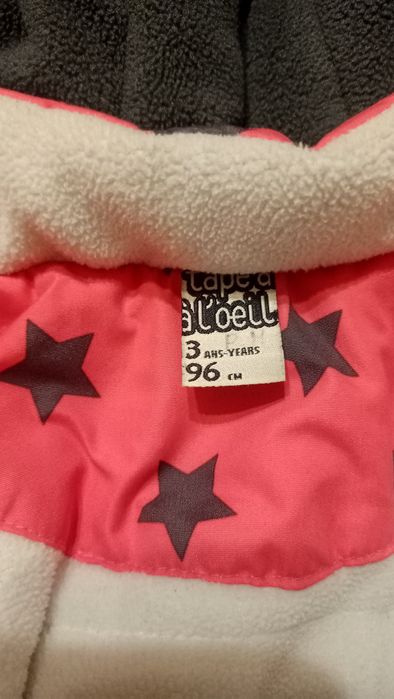 tape à
à l'oeil
3 ANS-YEARS
96 CM